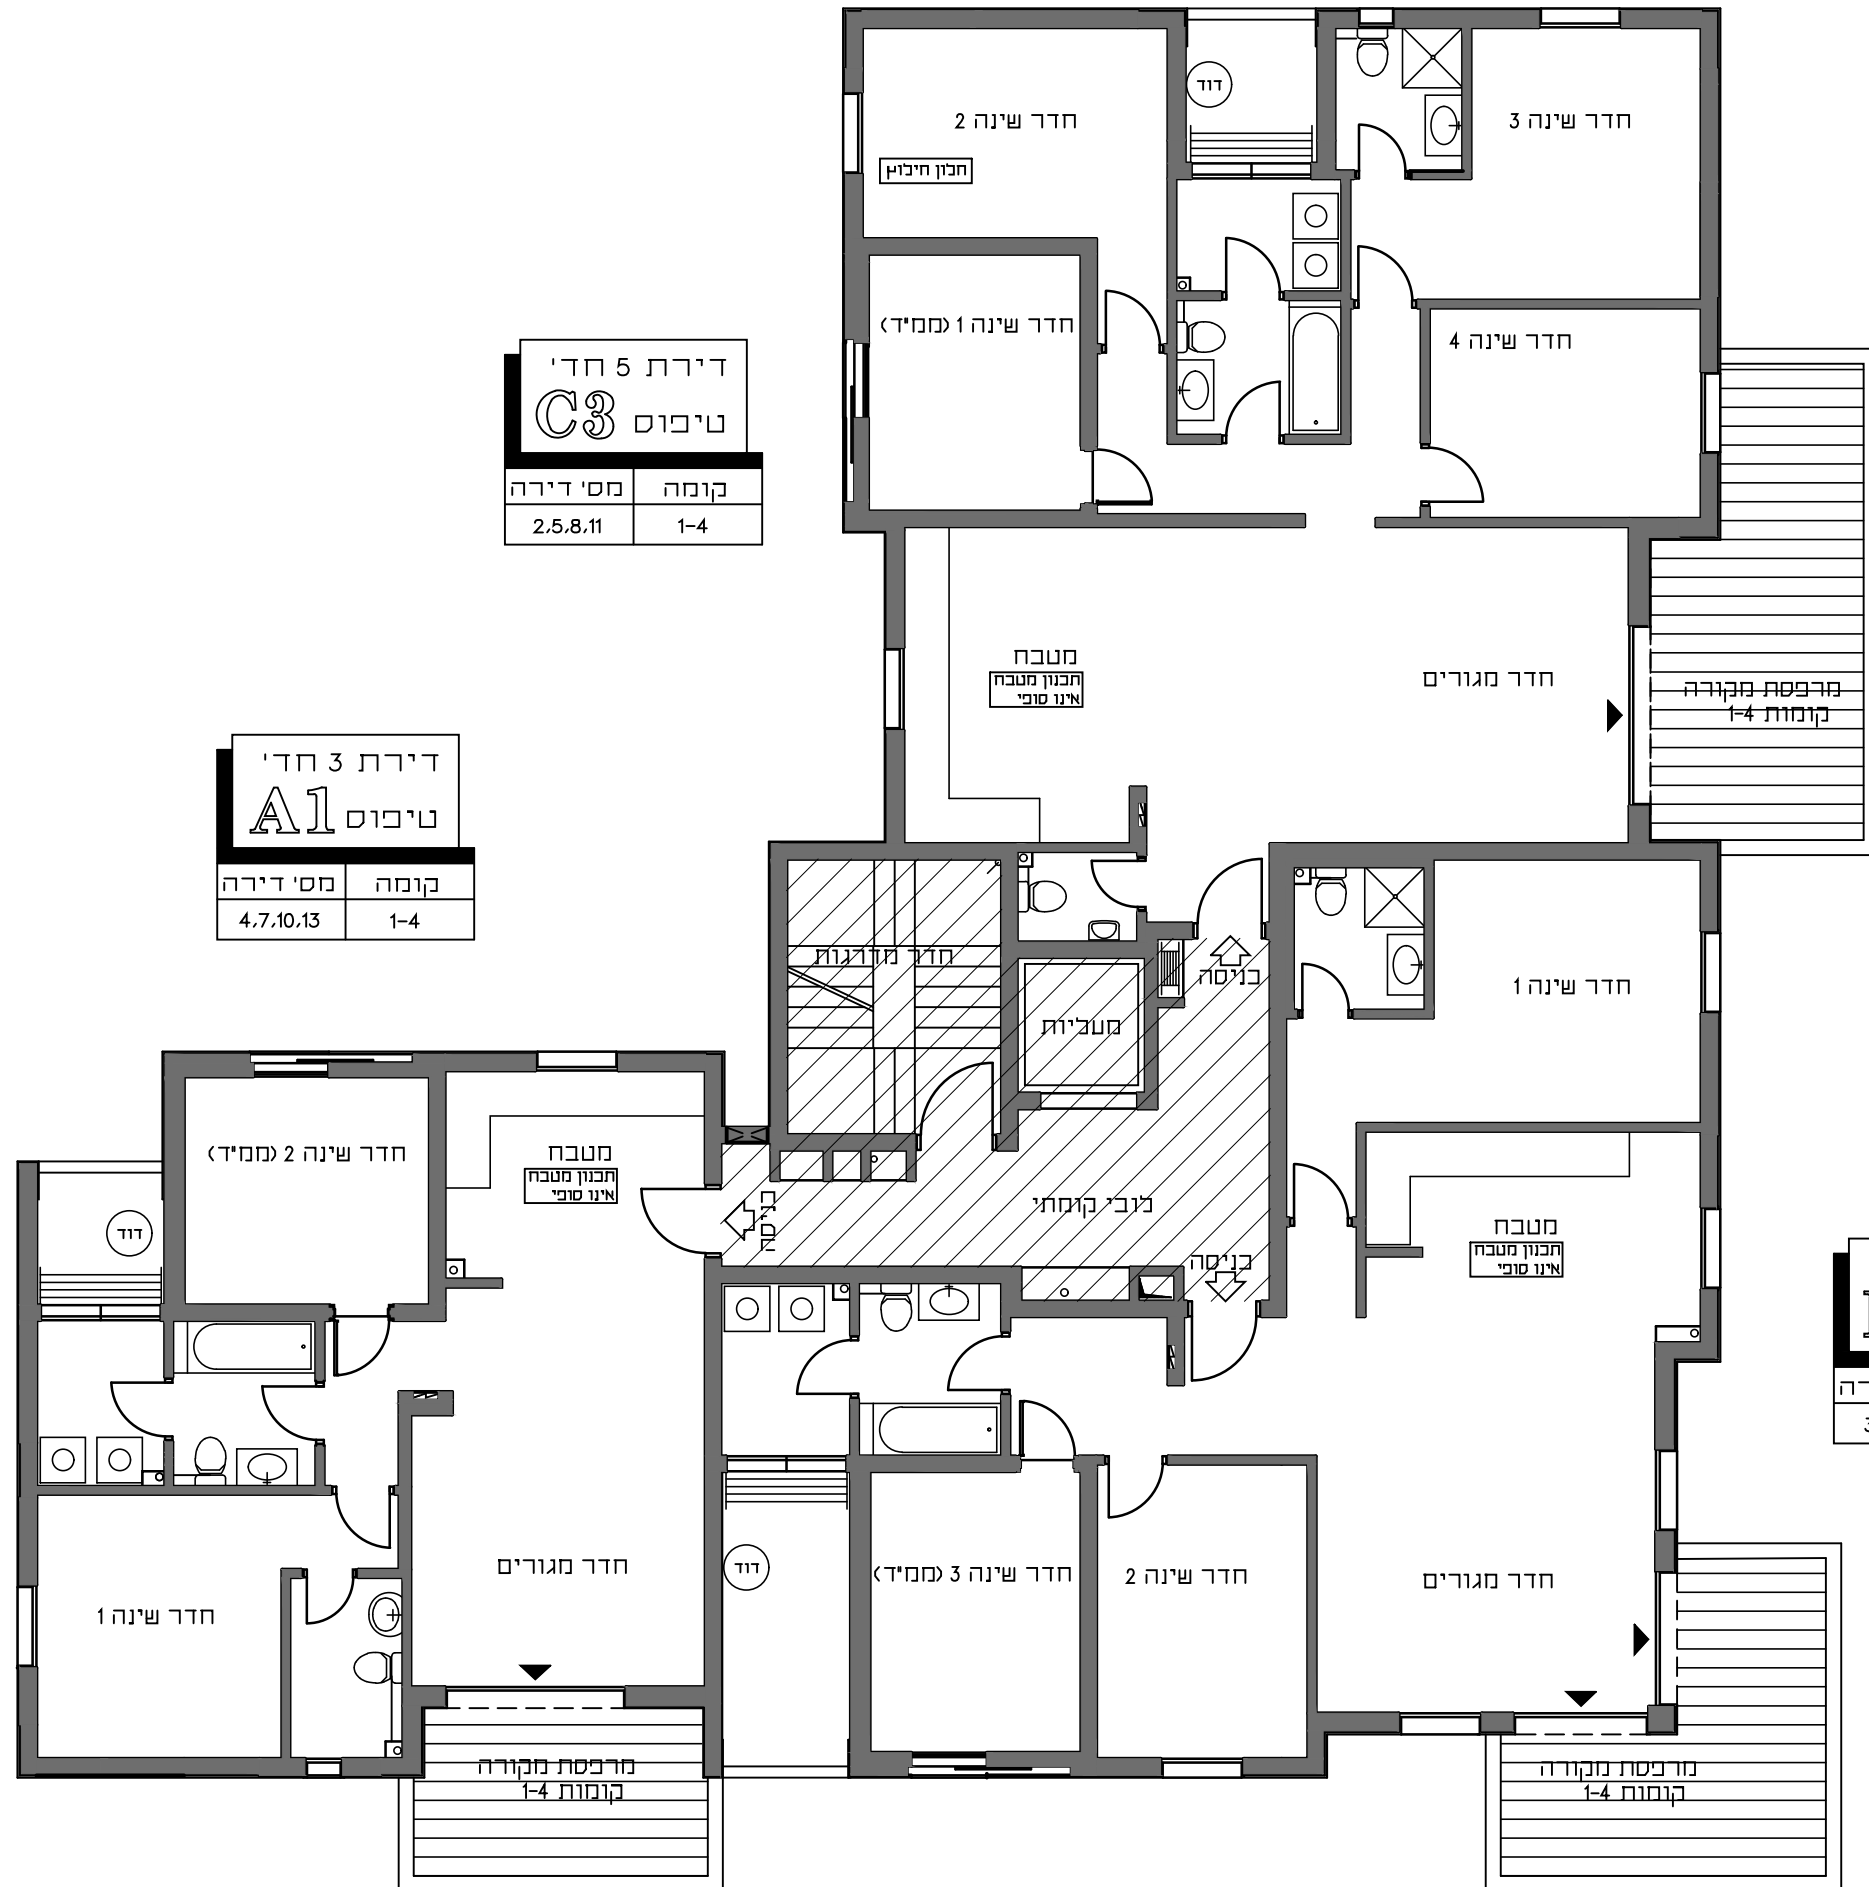 חדר שינה 2
חלון חילוץ
דוד
חדר שינה 3
חדר שינה 1 (ממ"ד)
חדר שינה 4
דירת 5 חד'
טיפוס C3
קומה
מס' דירה
1-4
2,5,8,11
מטבח
תכנון מטבח
אינו סופי
חדר מגורים
מרפסת מקורה
קומות 1-4
דירת 3 חד'
טיפוס A1
קומה
מס' דירה
1-4
4,7,10,13
חדר מדרגות
מעליות
כניסה
חדר שינה 1
לובי קומתי
כניסה
כניסה
חדר שינה 2 (ממ"ד)
מטבח
תכנון מטבח
אינו סופי
דוד
מטבח
תכנון מטבח
אינו סופי
חדר שינה 1
חדר מגורים
דוד
חדר שינה 3 (ממ"ד)
חדר שינה 2
חדר מגורים
מרפסת מקורה
קומות 1-4
מרפסת מקורה
קומות 1-4